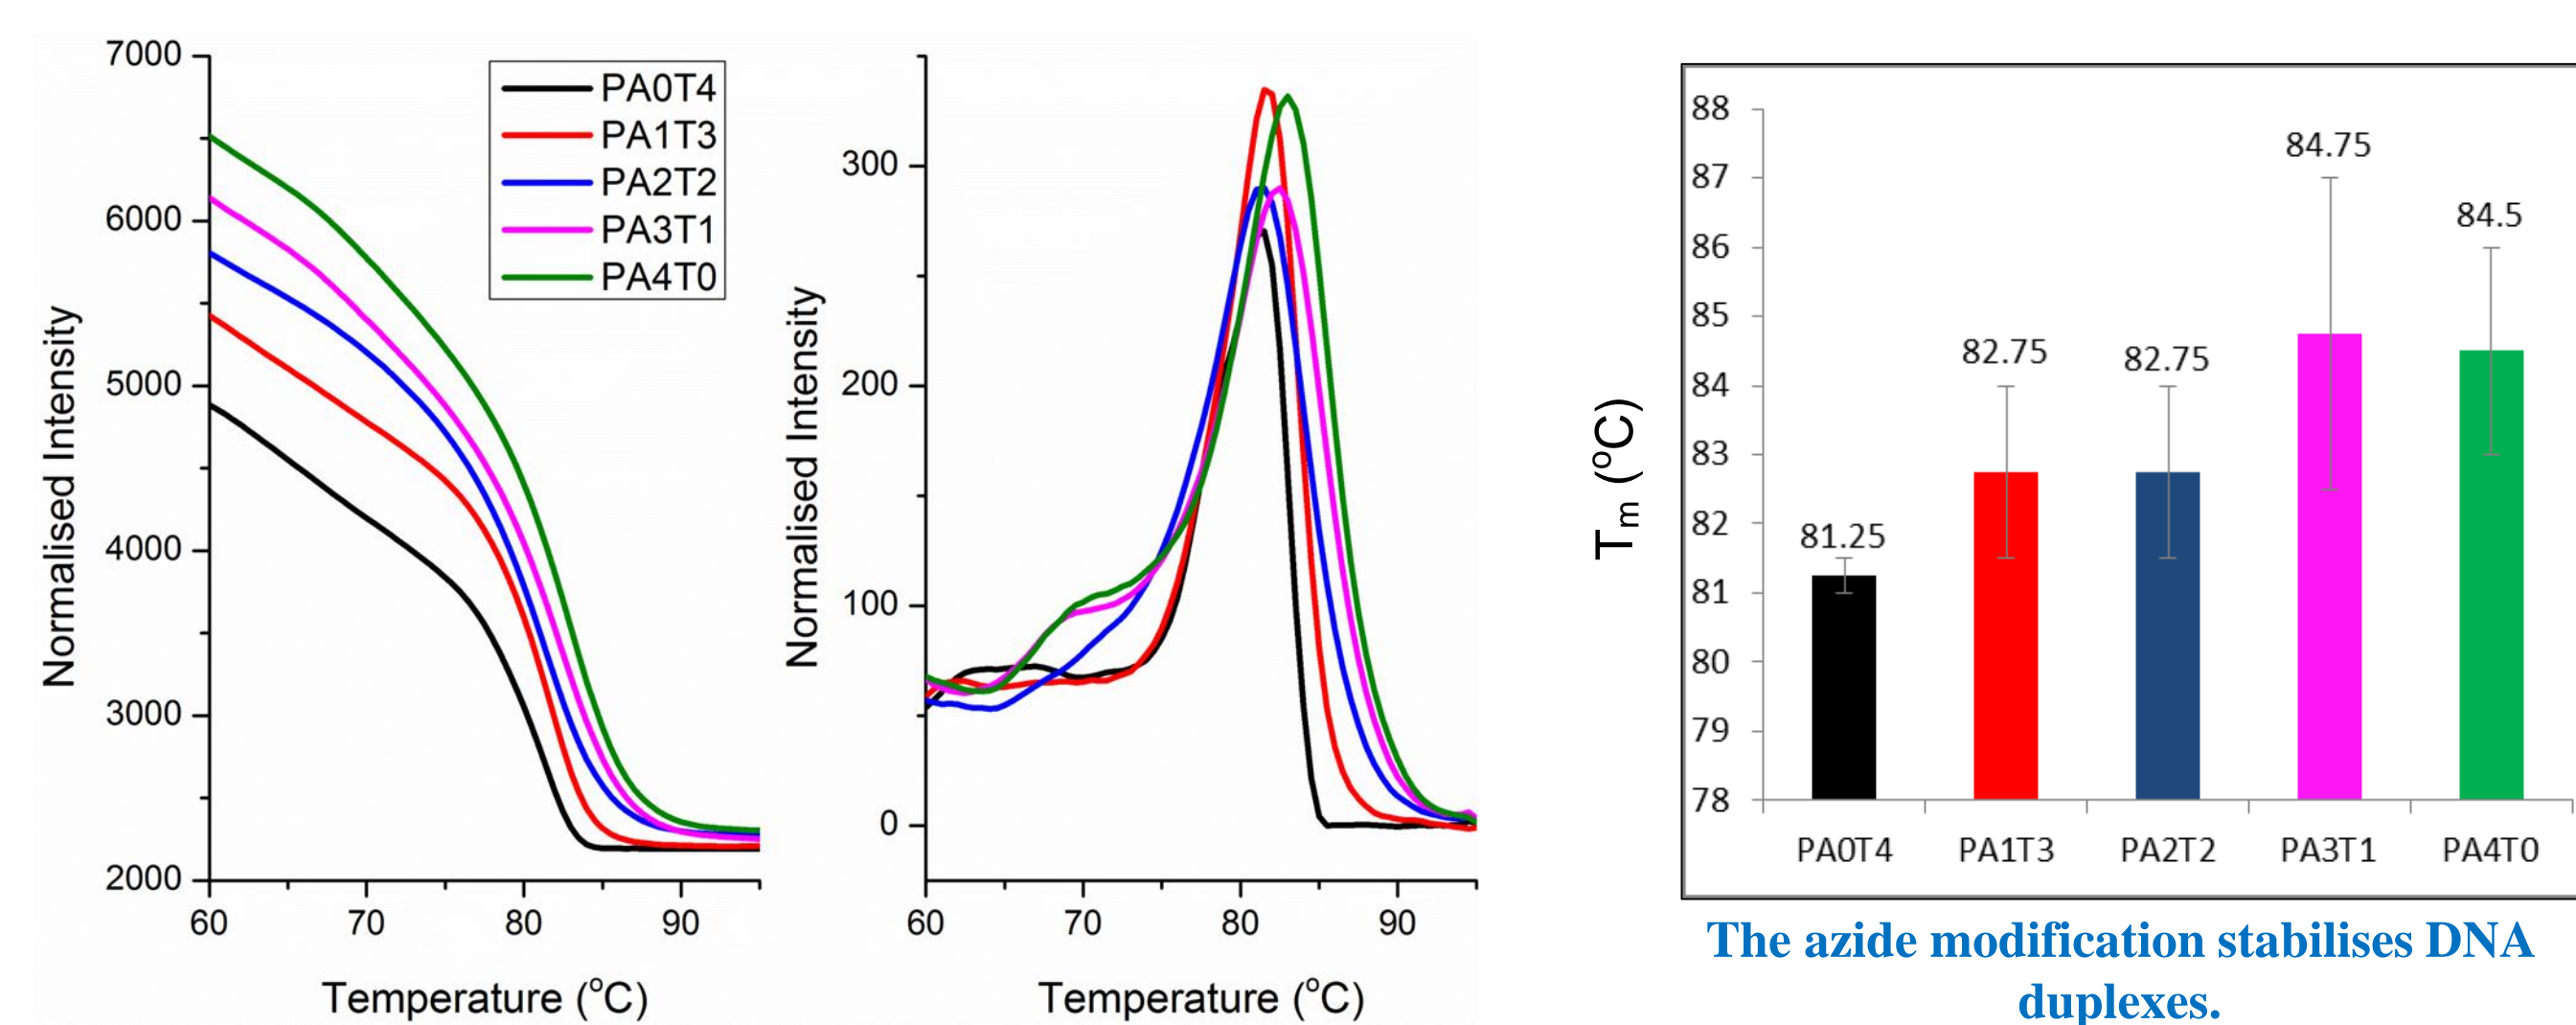 7000
6000
5000
4000
3000
2000
60
70
80
90
Normalised Intensity
Temperature (°C)
PA0T4
PA1T3
PA2T2
PA3T1
PA4T0
300
200
100
0
60
70
80
90
Normalised Intensity
Temperature (°C)
88
87
86
85
84
83
82
81
80
79
78
Tm (°C)
81.25
82.75
82.75
84.75
84.5
PA0T4
PA1T3
PA2T2
PA3T1
PA4T0
The azide modification stabilises DNA
duplexes.